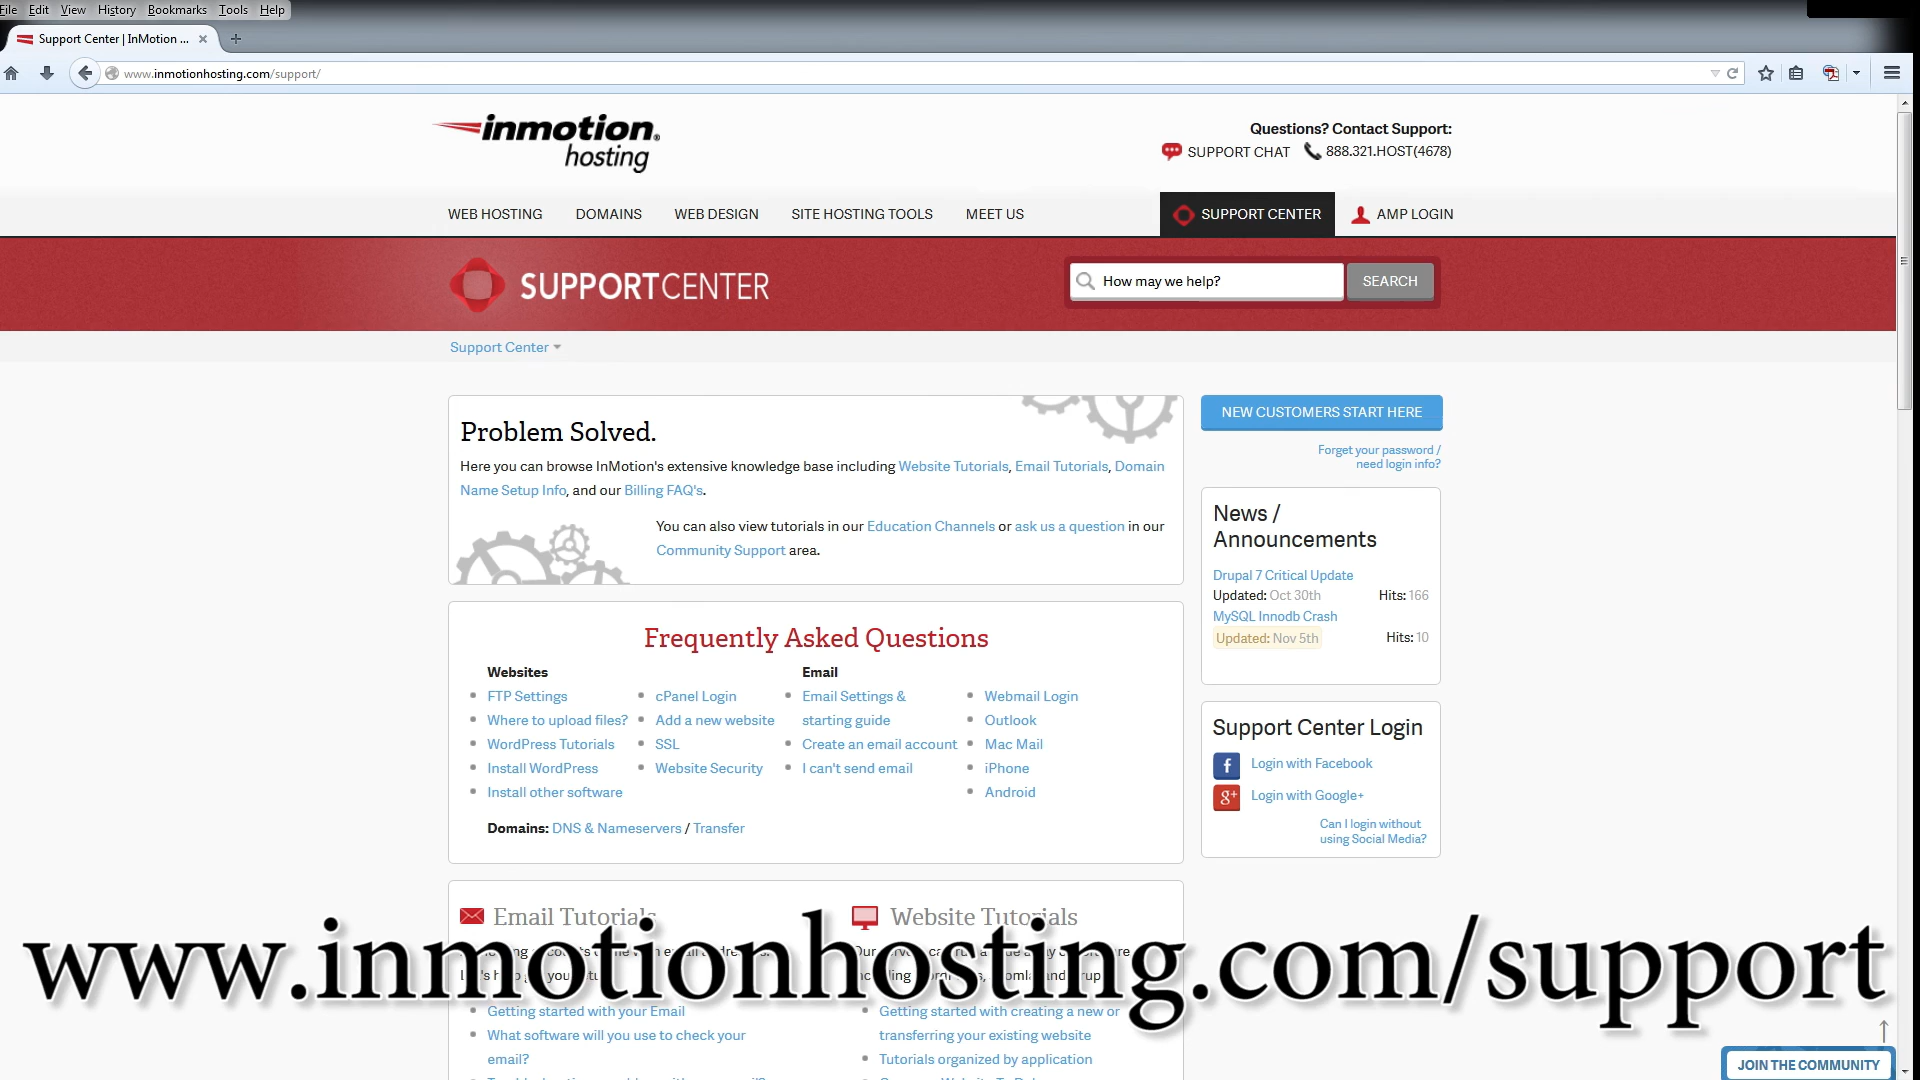 File Edit View History Bookmarks Tools Help
Support Center | InMotion ...
www.inmotionhosting.com/support/
inmotion hosting
Questions? Contact Support:
SUPPORT CHAT 888.321.HOST(4678)
WEB HOSTING DOMAINS WEB DESIGN SITE HOSTING TOOLS MEET US SUPPORT CENTER AMP LOGIN
SUPPORTCENTER
How may we help? SEARCH
Support Center
Problem Solved.
Here you can browse InMotion's extensive knowledge base including Website Tutorials, Email Tutorials, Domain
Name Setup Info, and our Billing FAQ's.
You can also view tutorials in our Education Channels or ask us a question in our
Community Support area.
NEW CUSTOMERS START HERE
Forget your password /
need login info?
News /
Announcements
Drupal 7 Critical Update
Updated: Oct 30th Hits: 166
MySQL Innodb Crash
Updated: Nov 5th Hits: 10
Frequently Asked Questions
Websites
FTP Settings
Where to upload files?
WordPress Tutorials
Install WordPress
Install other software
cPanel Login
Add a new website
SSL
Website Security
Email
Email Settings &
starting guide
Create an email account
I can't send email
Webmail Login
Outlook
Mac Mail
iPhone
Android
Domains: DNS & Nameservers / Transfer
Support Center Login
Login with Facebook
Login with Google+
Can I login without
using Social Media?
Email Tutorials
Website Tutorials
www.inmotionhosting.com/support
Getting started with your Email
What software will you use to check your
email?
Getting started with creating a new or
transferring your existing website
Tutorials organized by application
JOIN THE COMMUNITY